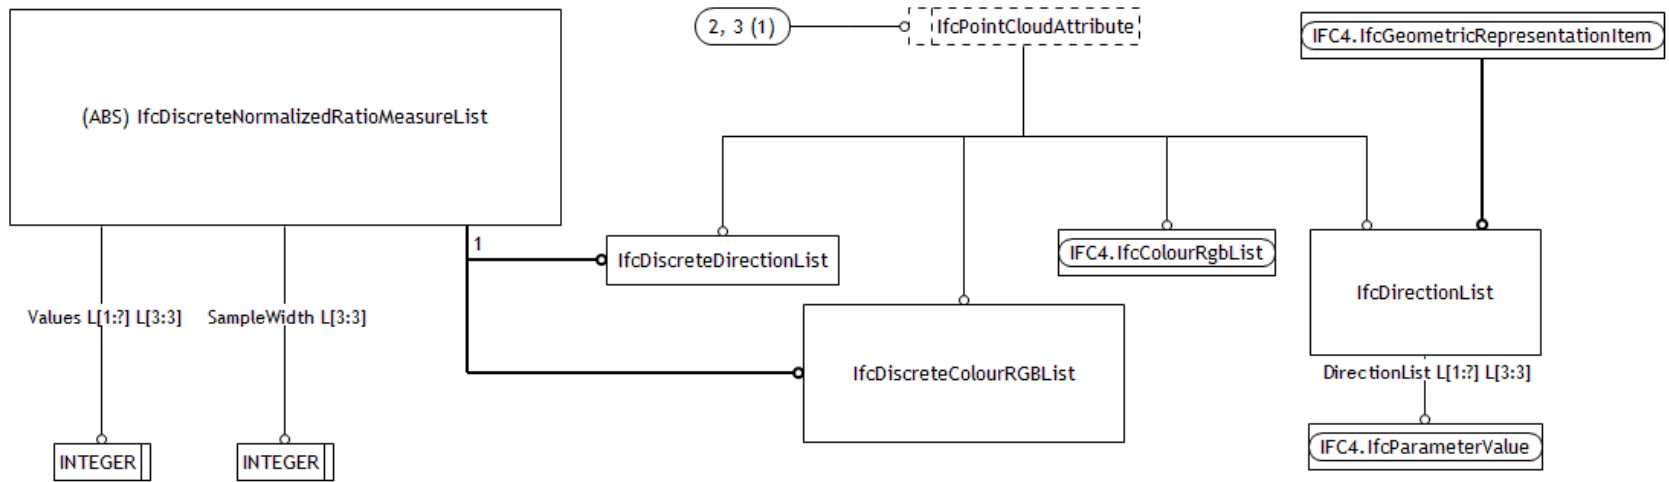 2, 3 (1)
IfcPointCloudAttribute
IFC4.IfcGeometricRepresentationItem
(ABS) IfcDiscreteNormalizedRatioMeasureList
1
IfcDiscreteDirectionList
IFC4.IfcColourRgbList
IfcDirectionList
Values L[1:?] L[3:3]
SampleWidth L[3:3]
IfcDiscreteColourRGBList
DirectionList L[1:?] L[3:3]
INTEGER
INTEGER
IFC4.IfcParameterValue